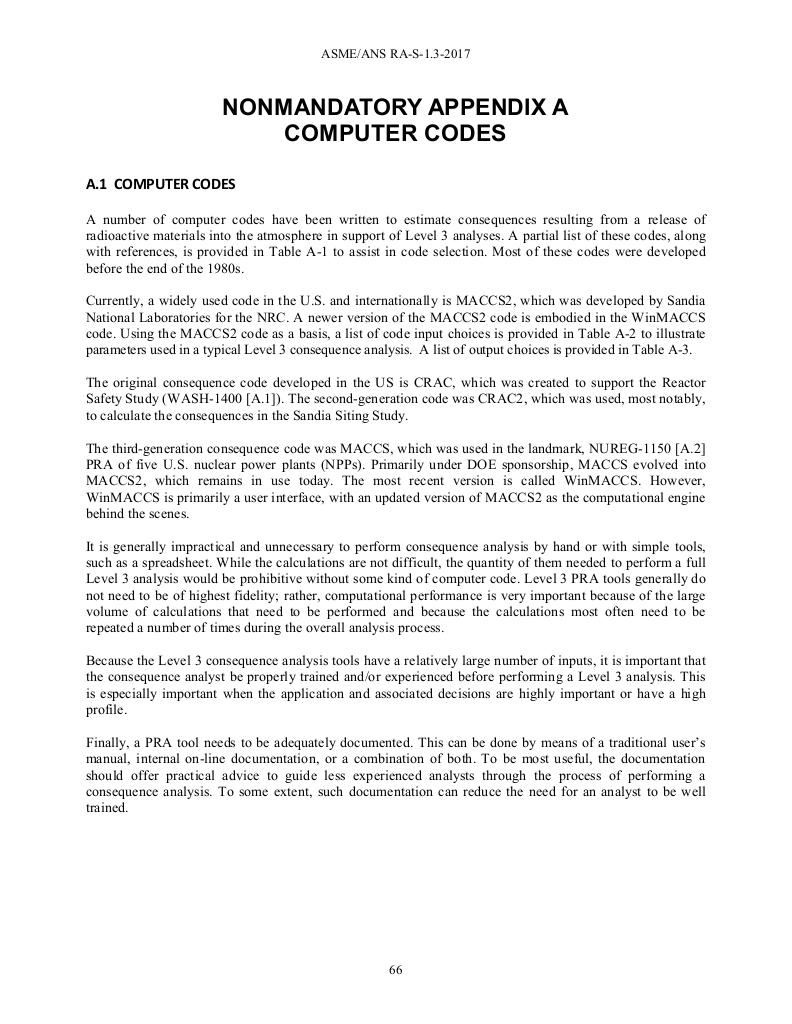 ASME/ANS RA-S-1.3-2017
NONMANDATORY APPENDIX A
COMPUTER CODES
A.1 COMPUTER CODES
A number of computer codes have been written to estimate consequences resulting from a release of
radioactive materials into the atmosphere in support of Level 3 analyses. A partial list of these codes, along
with references, is provided in Table A-1 to assist in code selection. Most of these codes were developed
before the end of the 1980s.
Currently, a widely used code in the U.S. and internationally is MACCS2, which was developed by Sandia
National Laboratories for the NRC. A newer version of the MACCS2 code is embodied in the WinMACCS
code. Using the MACCS2 code as a basis, a list of code input choices is provided in Table A-2 to illustrate
parameters used in a typical Level 3 consequence analysis. A list of output choices is provided in Table A-3.
The original consequence code developed in the US is CRAC, which was created to support the Reactor
Safety Study (WASH-1400 [A.1]). The second-generation code was CRAC2, which was used, most notably,
to calculate the consequences in the Sandia Siting Study.
The third-generation consequence code was MACCS, which was used in the landmark, NUREG-1150 [A.2]
PRA of five U.S. nuclear power plants (NPPs). Primarily under DOE sponsorship, MACCS evolved into
MACCS2, which remains in use today. The most recent version is called WinMACCS. However,
WinMACCS is primarily a user interface, with an updated version of MACCS2 as the computational engine
behind the scenes.
It is generally impractical and unnecessary to perform consequence analysis by hand or with simple tools,
such as a spreadsheet. While the calculations are not difficult, the quantity of them needed to perform a full
Level 3 analysis would be prohibitive without some kind of computer code. Level 3 PRA tools generally do
not need to be of highest fidelity; rather, computational performance is very important because of the large
volume of calculations that need to be performed and because the calculations most often need to be
repeated a number of times during the overall analysis process.
Because the Level 3 consequence analysis tools have a relatively large number of inputs, it is important that
the consequence analyst be properly trained and/or experienced before performing a Level 3 analysis. This
is especially important when the application and associated decisions are highly important or have a high
profile.
Finally, a PRA tool needs to be adequately documented. This can be done by means of a traditional user’s
manual, internal on-line documentation, or a combination of both. To be most useful, the documentation
should offer practical advice to guide less experienced analysts through the process of performing a
consequence analysis. To some extent, such documentation can reduce the need for an analyst to be well
trained.
66